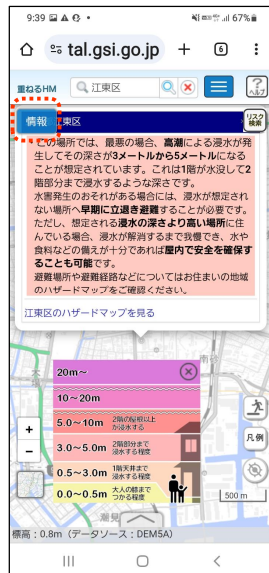 9:39
67%
tal.gsi.go.jp
6
重ねるHM
江東区
ヘルプ
情報
東区
リスク
検索
この場所では、最悪の場合、高潮による浸水が発
生してその深さが3メートルから5メートルになる
ことが想定されています。これは1階が水没して2
階部分まで浸水するような深さです。
水害発生のおそれがある場合には、浸水が想定され
ない場所へ早期に立退き避難することが必要です。
ただし、想定される浸水の深さより高い場所に住
んでいる場合、浸水が解消するまで我慢でき、水や
食料などの備えが十分であれば屋内で安全を確保す
ることも可能です。
避難場所や避難経路などについてはお住まいの地域
のハザードマップをご確認ください。
江東区のハザードマップを見る
20m～
10～20m
5.0～10m 2階の屋根以上
が浸水する
3.0～5.0m 2階部分まで
浸水する程度
0.5～3.0m 1階天井まで
浸水する程度
0.0～0.5m 大人の膝まで
つかる程度
+
−
凡例
500 m
潮見
標高：0.8m（データソース：DEM5A）